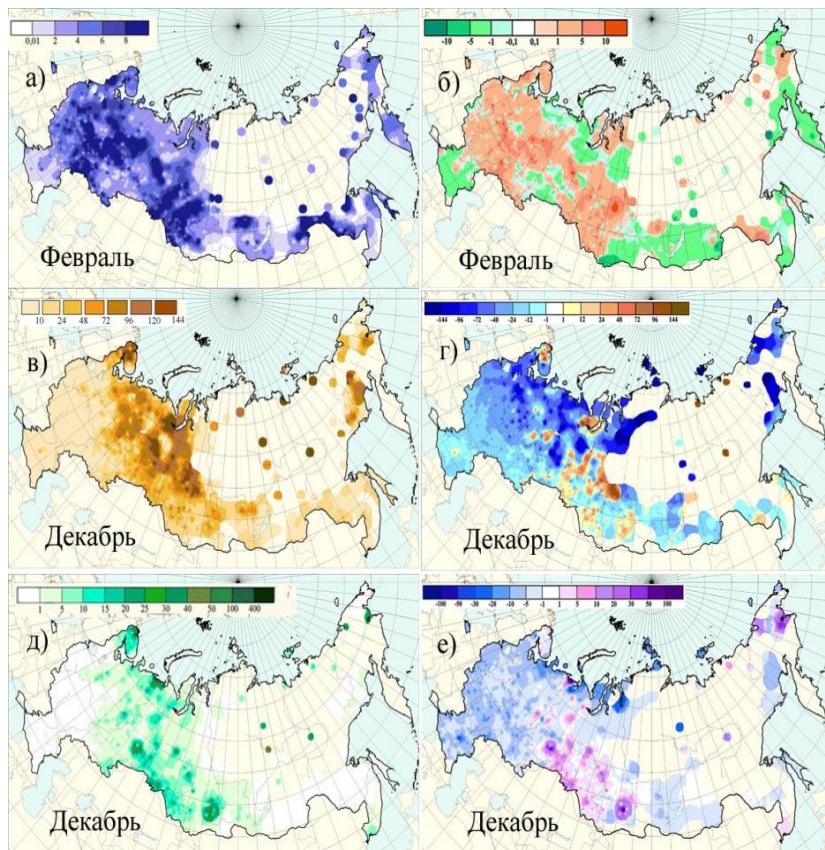 0,01 2 4 6 8
а)
Февраль
-10 -5 -1 -0,1 0,1 1 5 10
б)
Февраль
10 24 48 72 96 120 144
в)
Декабрь
-144 -96 -72 -48 -24 -12 -1 1 12 24 48 72 96 144
г)
Декабрь
1 5 10 15 20 25 30 40 50 100 400
д)
Декабрь
-100 -50 -30 -20 -10 -5 -1 1 5 10 20 30 50 100
е)
Декабрь